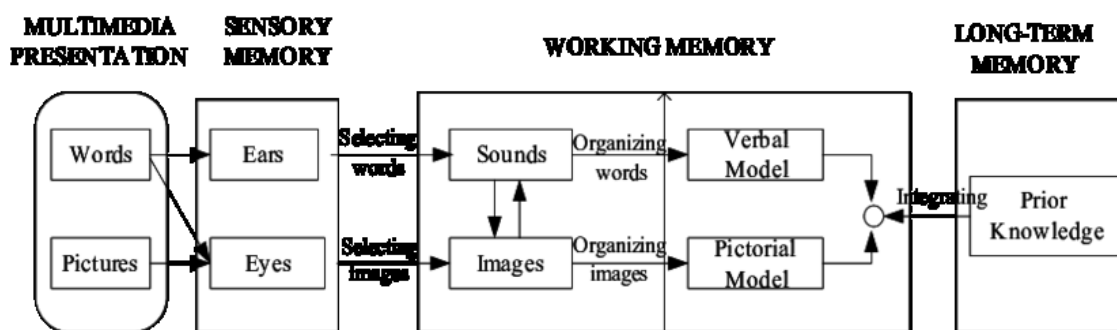 MULTIMEDIA
PRESENTATION
SENSORY
MEMORY
WORKING MEMORY
LONG-TERM
MEMORY
Words
Ears
Selecting
words
Sounds
Organizing
words
Verbal
Model
Integrating
Prior
Knowledge
Pictures
Eyes
Selecting
images
Images
Organizing
images
Pictorial
Model